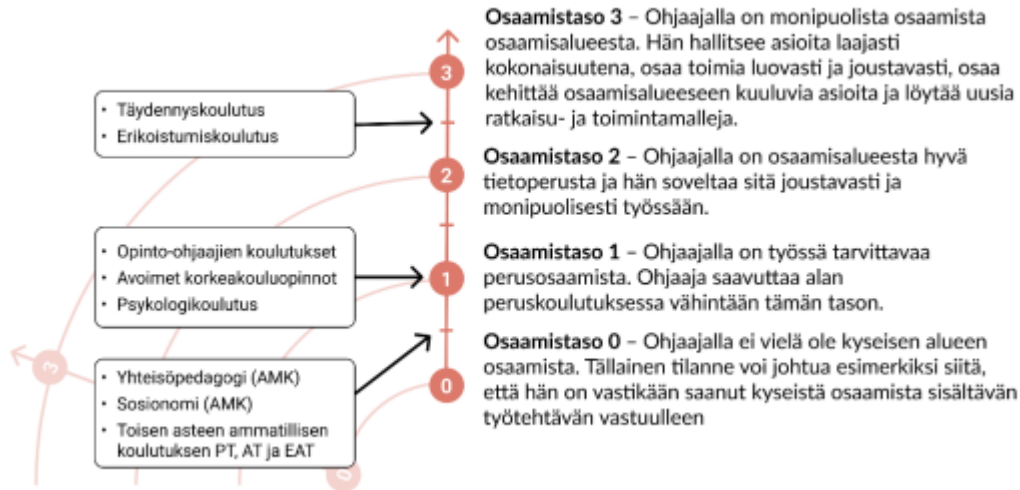 Osaamistaso 3 – Ohjaajalla on monipuolista osaamista
osaamisalueesta. Hän hallitsee asioita laajasti
kokonaisuutena, osaa toimia luovasti ja joustavasti, osaa
kehittää osaamisalueeseen kuuluvia asioita ja löytää uusia
ratkaisu- ja toimintamalleja.
3
• Täydennyskoulutus
• Erikoistumiskoulutus
Osaamistaso 2 – Ohjaajalla on osaamisalueesta hyvä
tietoperusta ja hän soveltaa sitä joustavasti ja
monipuolisesti työssään.
2
• Opinto-ohjaajien koulutukset
• Avoimet korkeakouluopinnot
• Psykologikoulutus
Osaamistaso 1 – Ohjaajalla on työssä tarvittavaa
perusosaamista. Ohjaaja saavuttaa alan
peruskoulutuksessa vähintään tämän tason.
1
Osaamistaso 0 – Ohjaajalla ei vielä ole kyseisen alueen
osaamista. Tällainen tilanne voi johtua esimerkiksi siitä,
että hän on vastikään saanut kyseistä osaamista sisältävän
työtehtävän vastuulleen
0
3
• Yhteisöpedagogi (AMK)
• Sosionomi (AMK)
• Toisen asteen ammatillisen
koulutuksen PT, AT ja EAT
0